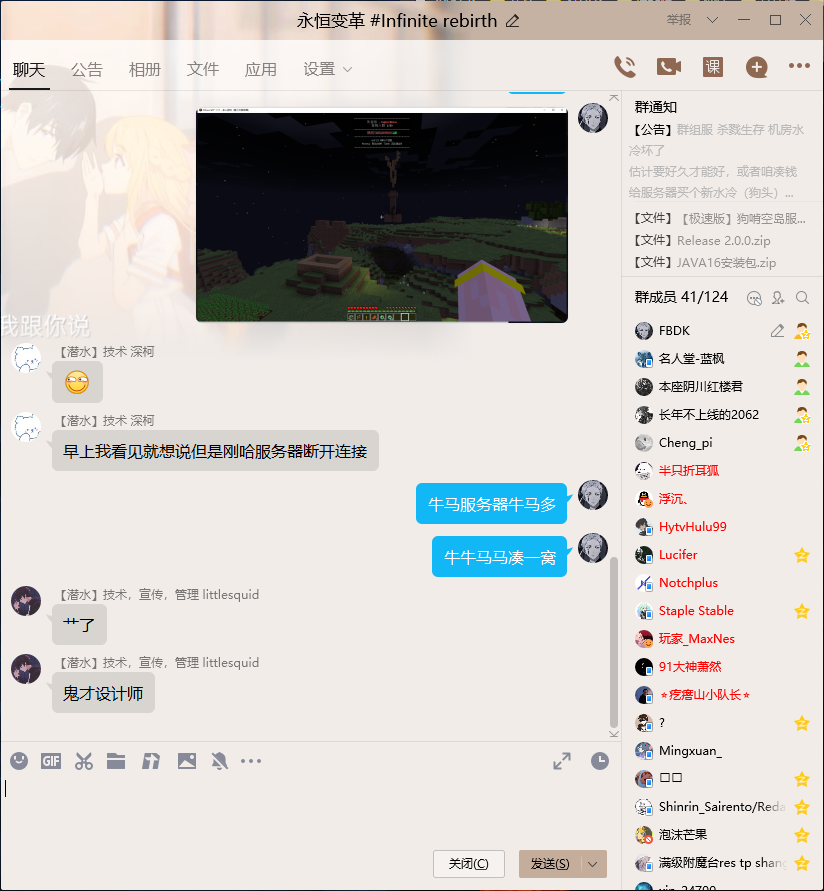 永恒变革 #Infinite rebirth
举报
聊天 公告 相册 文件 应用 设置
课
我跟你说
【潜水】技术 深柯
【潜水】技术 深柯
早上我看见就想说但是刚哈服务器断开连接
牛马服务器牛马多
牛牛马马凑一窝
【潜水】技术，宣传，管理 littlesquid
艹了
【潜水】技术，宣传，管理 littlesquid
鬼才设计师
GIF
关闭(C) 发送(S)
群通知
【公告】群组服 杀戮生存 机房水
冷坏了
估计要好久才能好，或者咱凑钱
给服务器买个新水冷（狗头）...
【文件】【极速版】狗啃空岛服...
【文件】Release 2.0.0.zip
【文件】JAVA16安装包.zip
群成员 41/124
FBDK
名人堂-蓝枫
本座阴川红楼君
长年不上线的2062
Cheng_pi
半只折耳狐
浮沉、
HytvHulu99
Lucifer
Notchplus
Staple Stable
玩家_MaxNes
91大神萧然
⭐疙瘩山小队长⭐
?
Mingxuan_
□□
Shinrin_Sairento/Reda
泡沫芒果
满级附魔台res tp shang